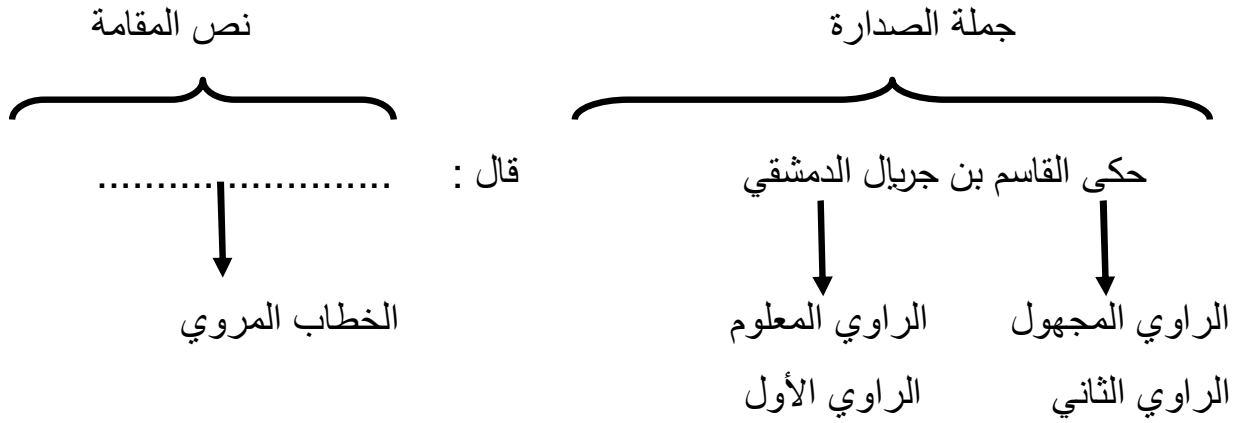 جملة الصدارة نص المقامة
حكى القاسم بن جريال الدمشقي قال : ..........................
الراوي المجهول الراوي المعلوم الخطاب المروي
الراوي الثاني الراوي الأول